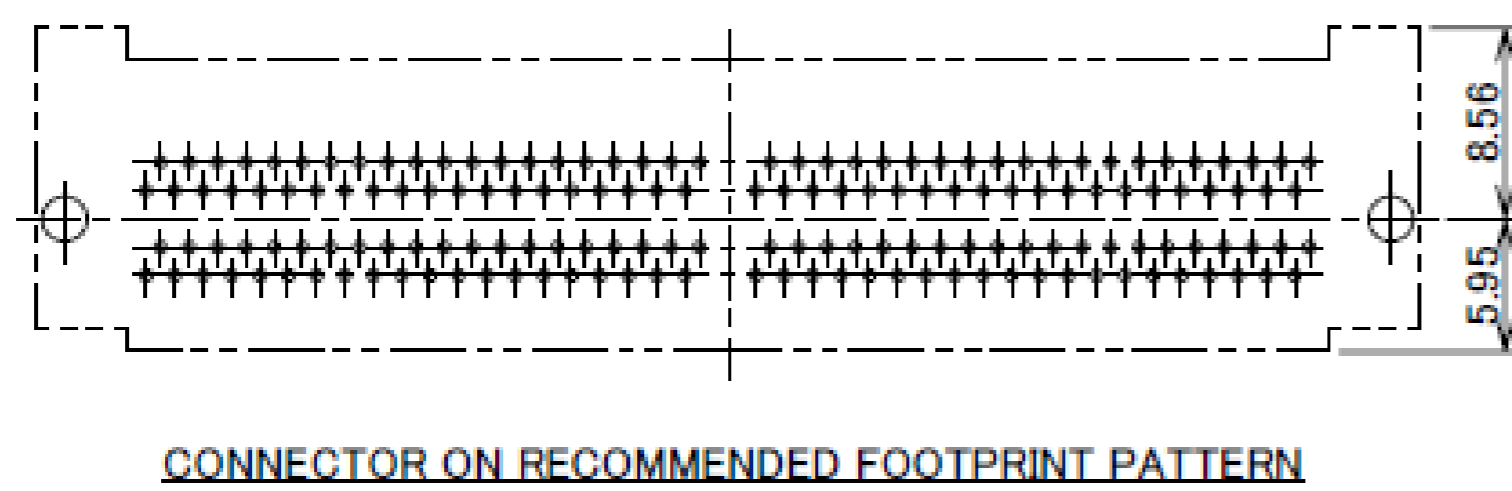 8.56
5.95
CONNECTOR ON RECOMMENDED FOOTPRINT PATTERN